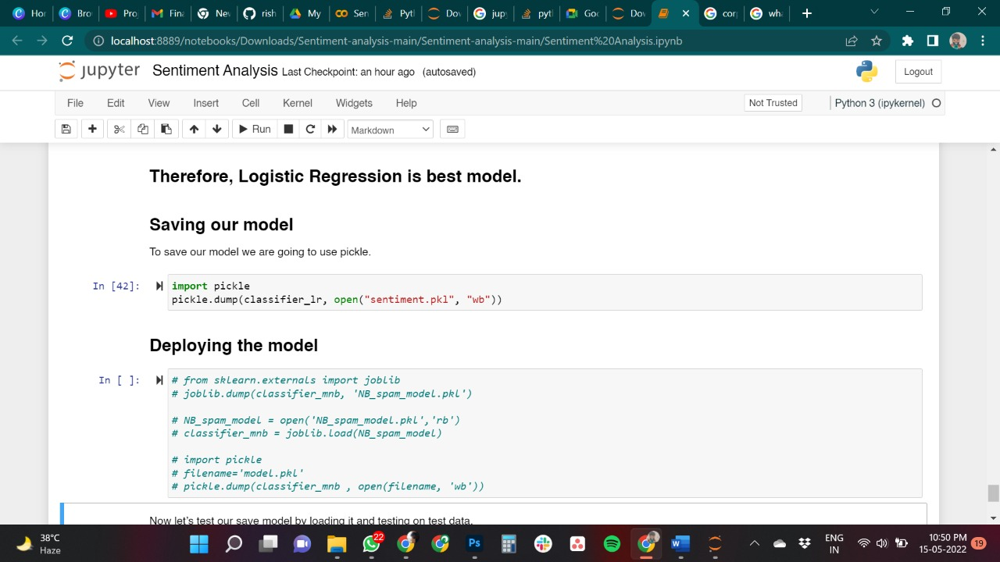 Hor
Bro
Proj
Fina
Nev
rish
My
Sen
Pytl
Dov
jupy
pytl
Goo
Dov
cor
wha
localhost:8889/notebooks/Downloads/Sentiment-analysis-main/Sentiment-analysis-main/Sentiment%20Analysis.ipynb
jupyter Sentiment Analysis Last Checkpoint: an hour ago (autosaved)
Logout
File Edit View Insert Cell Kernel Widgets Help
Not Trusted
Python 3 (ipykernel)
Run
Markdown
Therefore, Logistic Regression is best model.
Saving our model
To save our model we are going to use pickle.
In [42]:
import pickle
pickle.dump(classifier_lr, open("sentiment.pkl", "wb"))
Deploying the model
In [ ]:
# from sklearn.externals import joblib
# joblib.dump(classifier_mnb, 'NB_spam_model.pkl')
# NB_spam_model = open('NB_spam_model.pkl','rb')
# classifier_mnb = joblib.load(NB_spam_model)
# import pickle
# filename='model.pkl'
# pickle.dump(classifier_mnb , open(filename, 'wb'))
Now let's test our save model by loading it and testing on test data.
38°C
Haze
22
Ps
ENG
IN
10:50 PM
15-05-2022
19